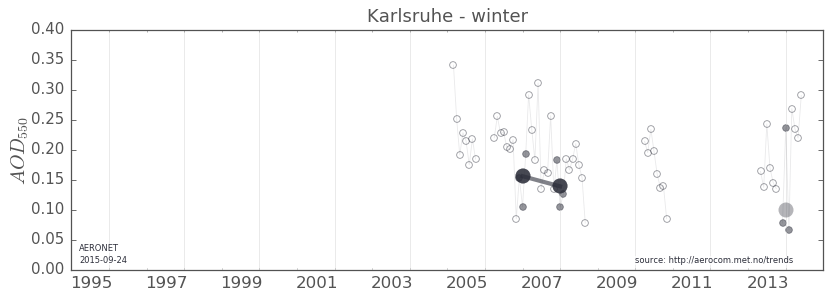 Karlsruhe - winter
0.40
0.35
0.30
0.25
0.20
0.15
0.10
0.05
0.00
AOD550
AERONET
2015-09-24
source: http://aerocom.met.no/trends
1995 1997 1999 2001 2003 2005 2007 2009 2011 2013